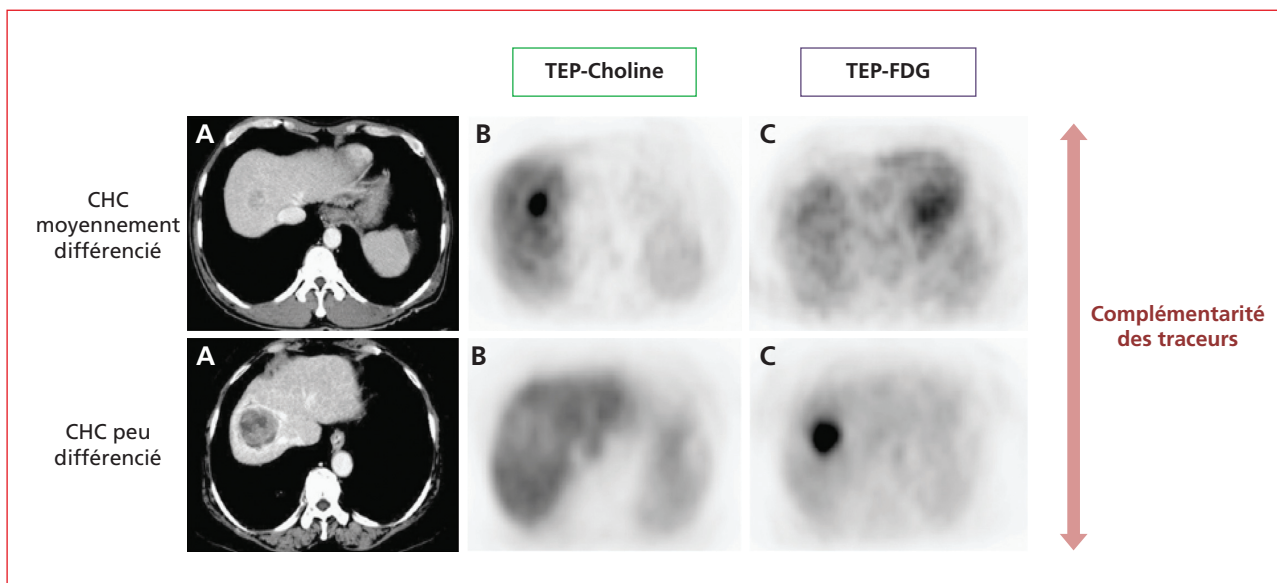 TEP-Choline
TEP-FDG
CHC
moyennement
différencié
A
B
C
CHC peu
différencié
A
B
C
Complémentarité
des traceurs